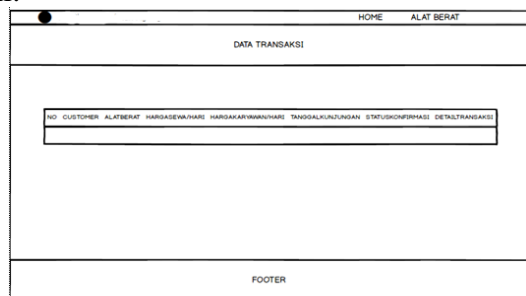 HOME ALAT BERAT
DATA TRANSAKSI
NO CUSTOMER ALATBERAT HARGASEWA/HARI HARGAKARYAWAN/HARI TANGGALKUNJUNGAN STATUSKONFIRMASI DETAILTRANSAKSI
FOOTER